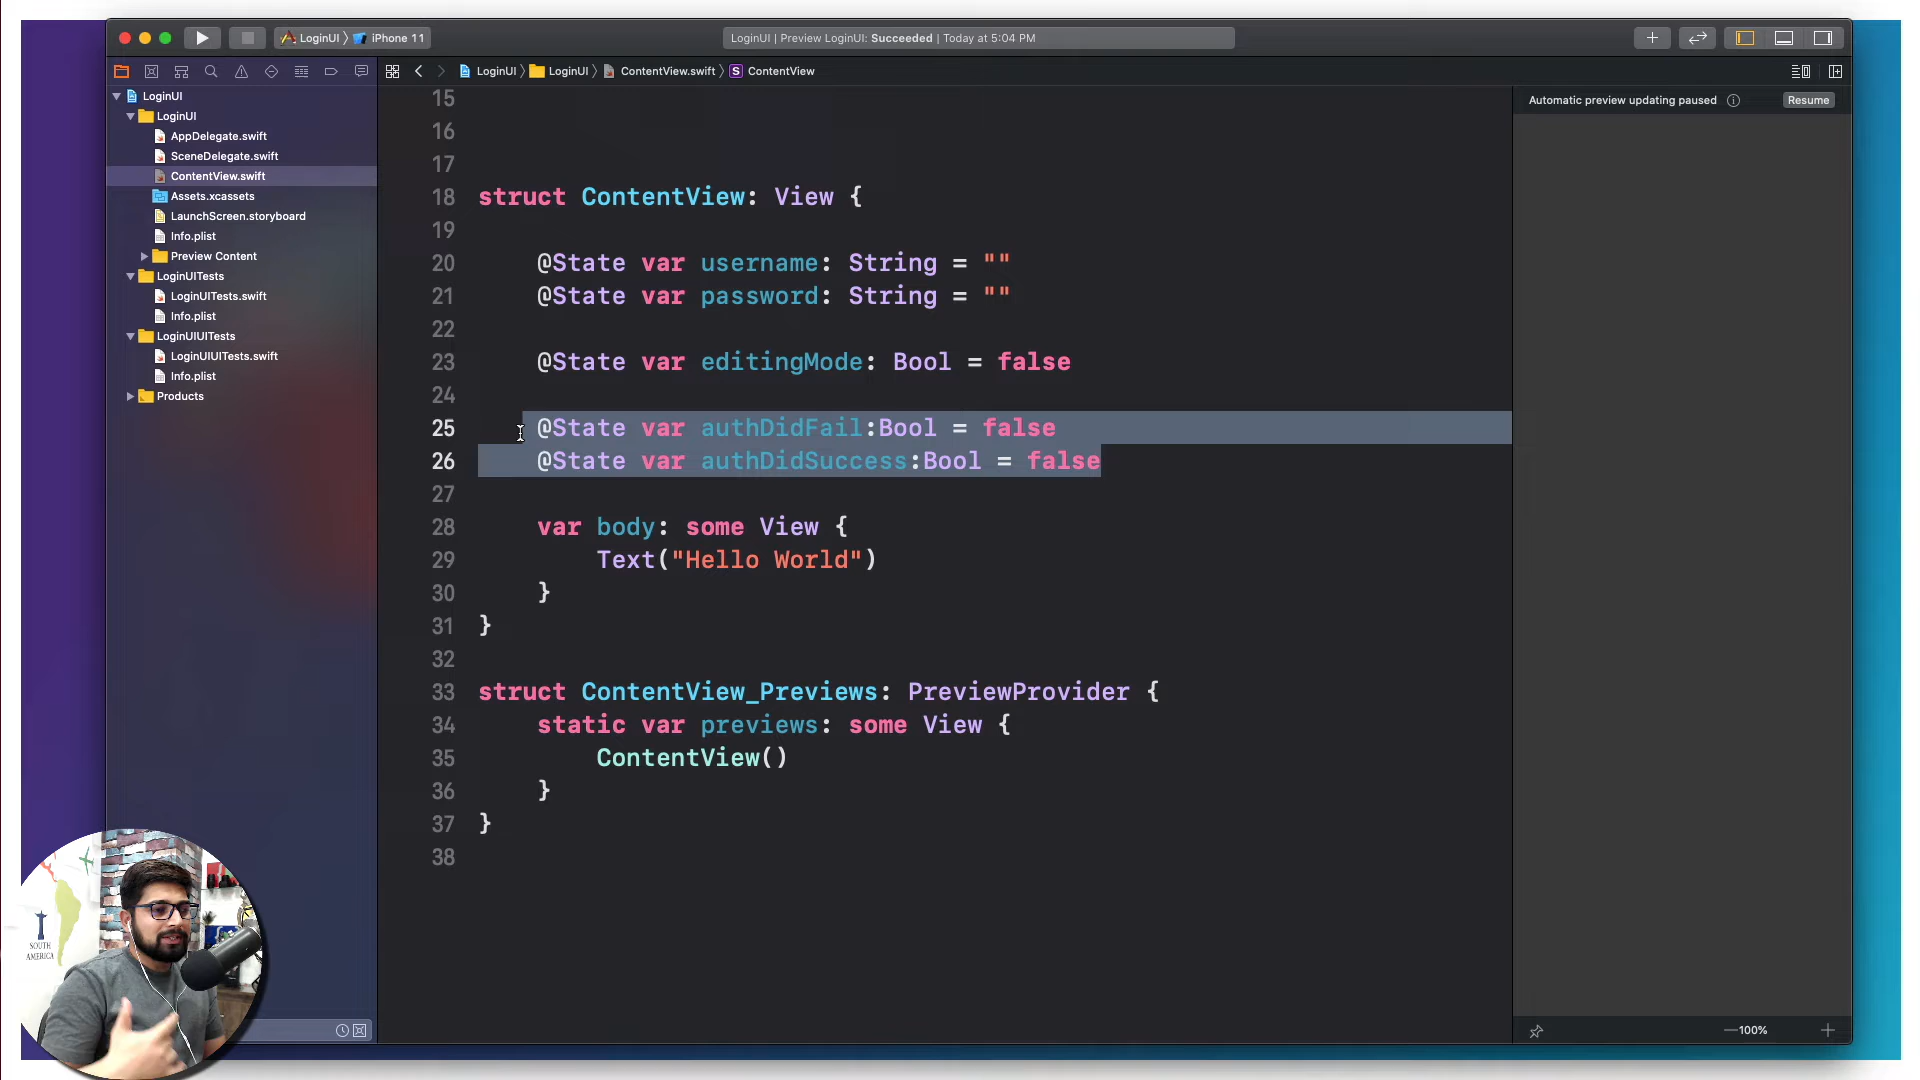 LoginUI 〉 iPhone 11
LoginUI | Preview LoginUI: Succeeded | Today at 5:04 PM
LoginUI 〉 LoginUI 〉 ContentView.swift 〉 S ContentView
Automatic preview updating paused
Resume
LoginUI
LoginUI
AppDelegate.swift
SceneDelegate.swift
ContentView.swift
Assets.xcassets
LaunchScreen.storyboard
Info.plist
Preview Content
LoginUITests
LoginUITests.swift
Info.plist
LoginUIUITests
LoginUIUITests.swift
Info.plist
Products
15
16
17
18 struct ContentView: View {
19
20 @State var username: String = ""
21 @State var password: String = ""
22
23 @State var editingMode: Bool = false
24
25 @State var authDidFail:Bool = false
26 @State var authDidSuccess:Bool = false
27
28 var body: some View {
29 Text("Hello World")
30 }
31 }
32
33 struct ContentView_Previews: PreviewProvider {
34 static var previews: some View {
35 ContentView()
36 }
37 }
38
SOUTH
AMERICA
100%